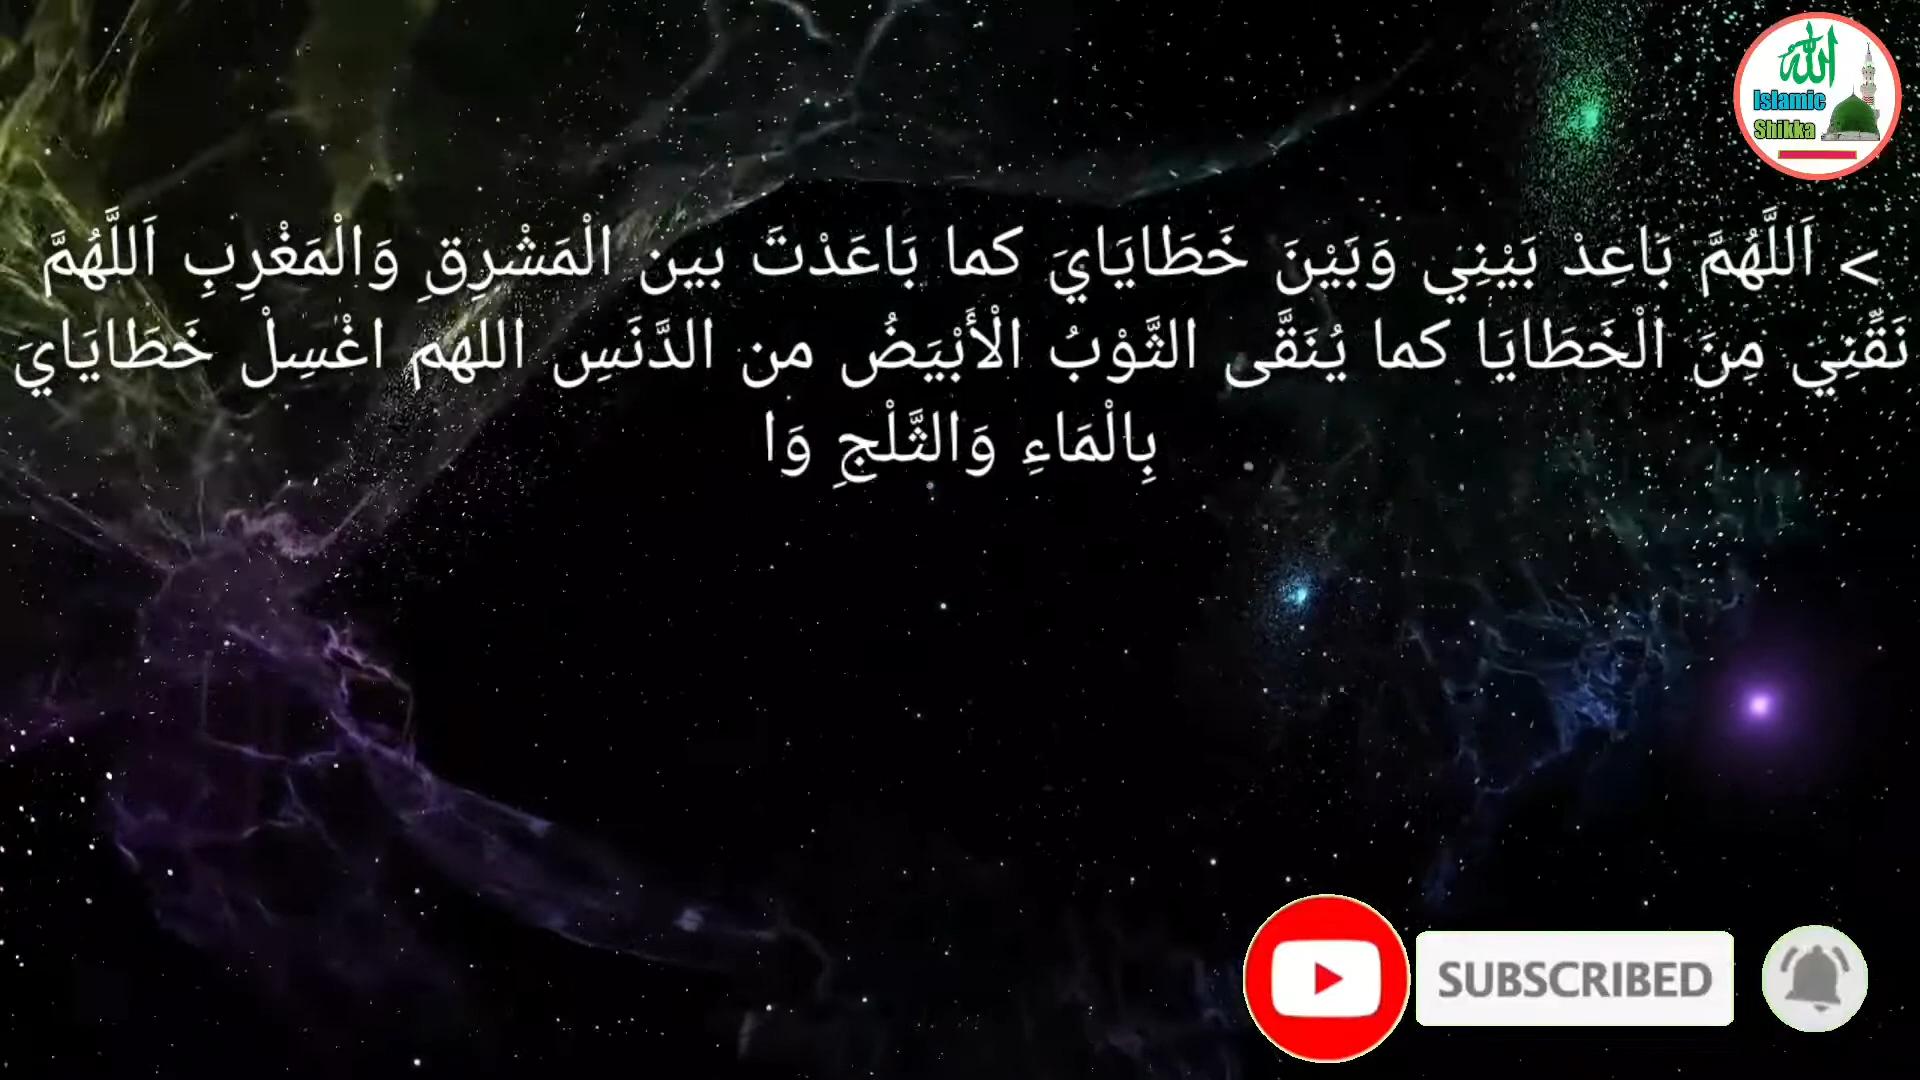 > اَللَّهُمَّ بَاعِدْ بَيْنِي وَبَيْنَ خَطَايَايَ كما بَاعَدْتَ بين الْمَشْرِقِ وَالْمَغْرِبِ اَللَّهُمَّ
نَقِّنِي مِنَ الْخَطَايَا كما يُنَقَّى الثَّوْبُ الْأَبْيَضُ من الدَّنَسِ اللهم اغْسِلْ خَطَايَايَ
بِالْمَاءِ وَالثَّلْجِ وَا
الله
Islamic
Shikka
SUBSCRIBED